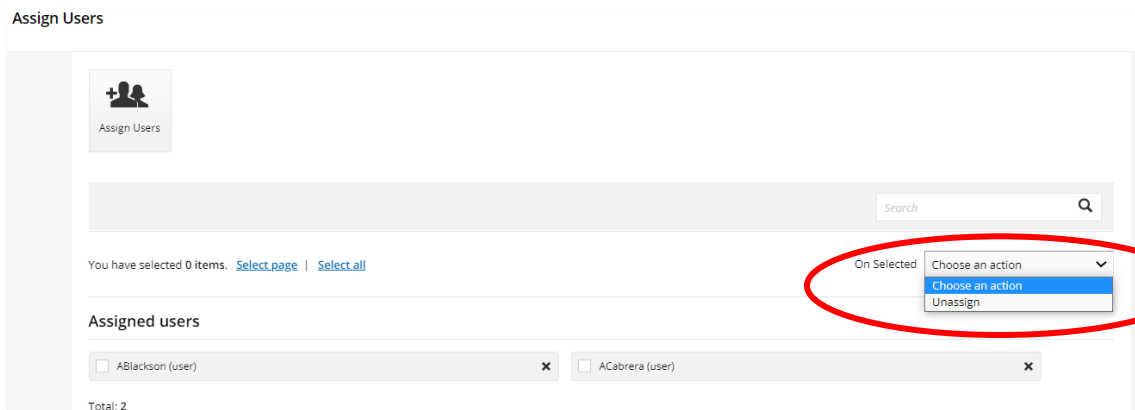 Assign Users
Assign Users
Search
You have selected 0 items. Select page | Select all
On Selected Choose an action
Choose an action
Unassign
Assigned users
ABlackson (user)
ACabrera (user)
Total: 2